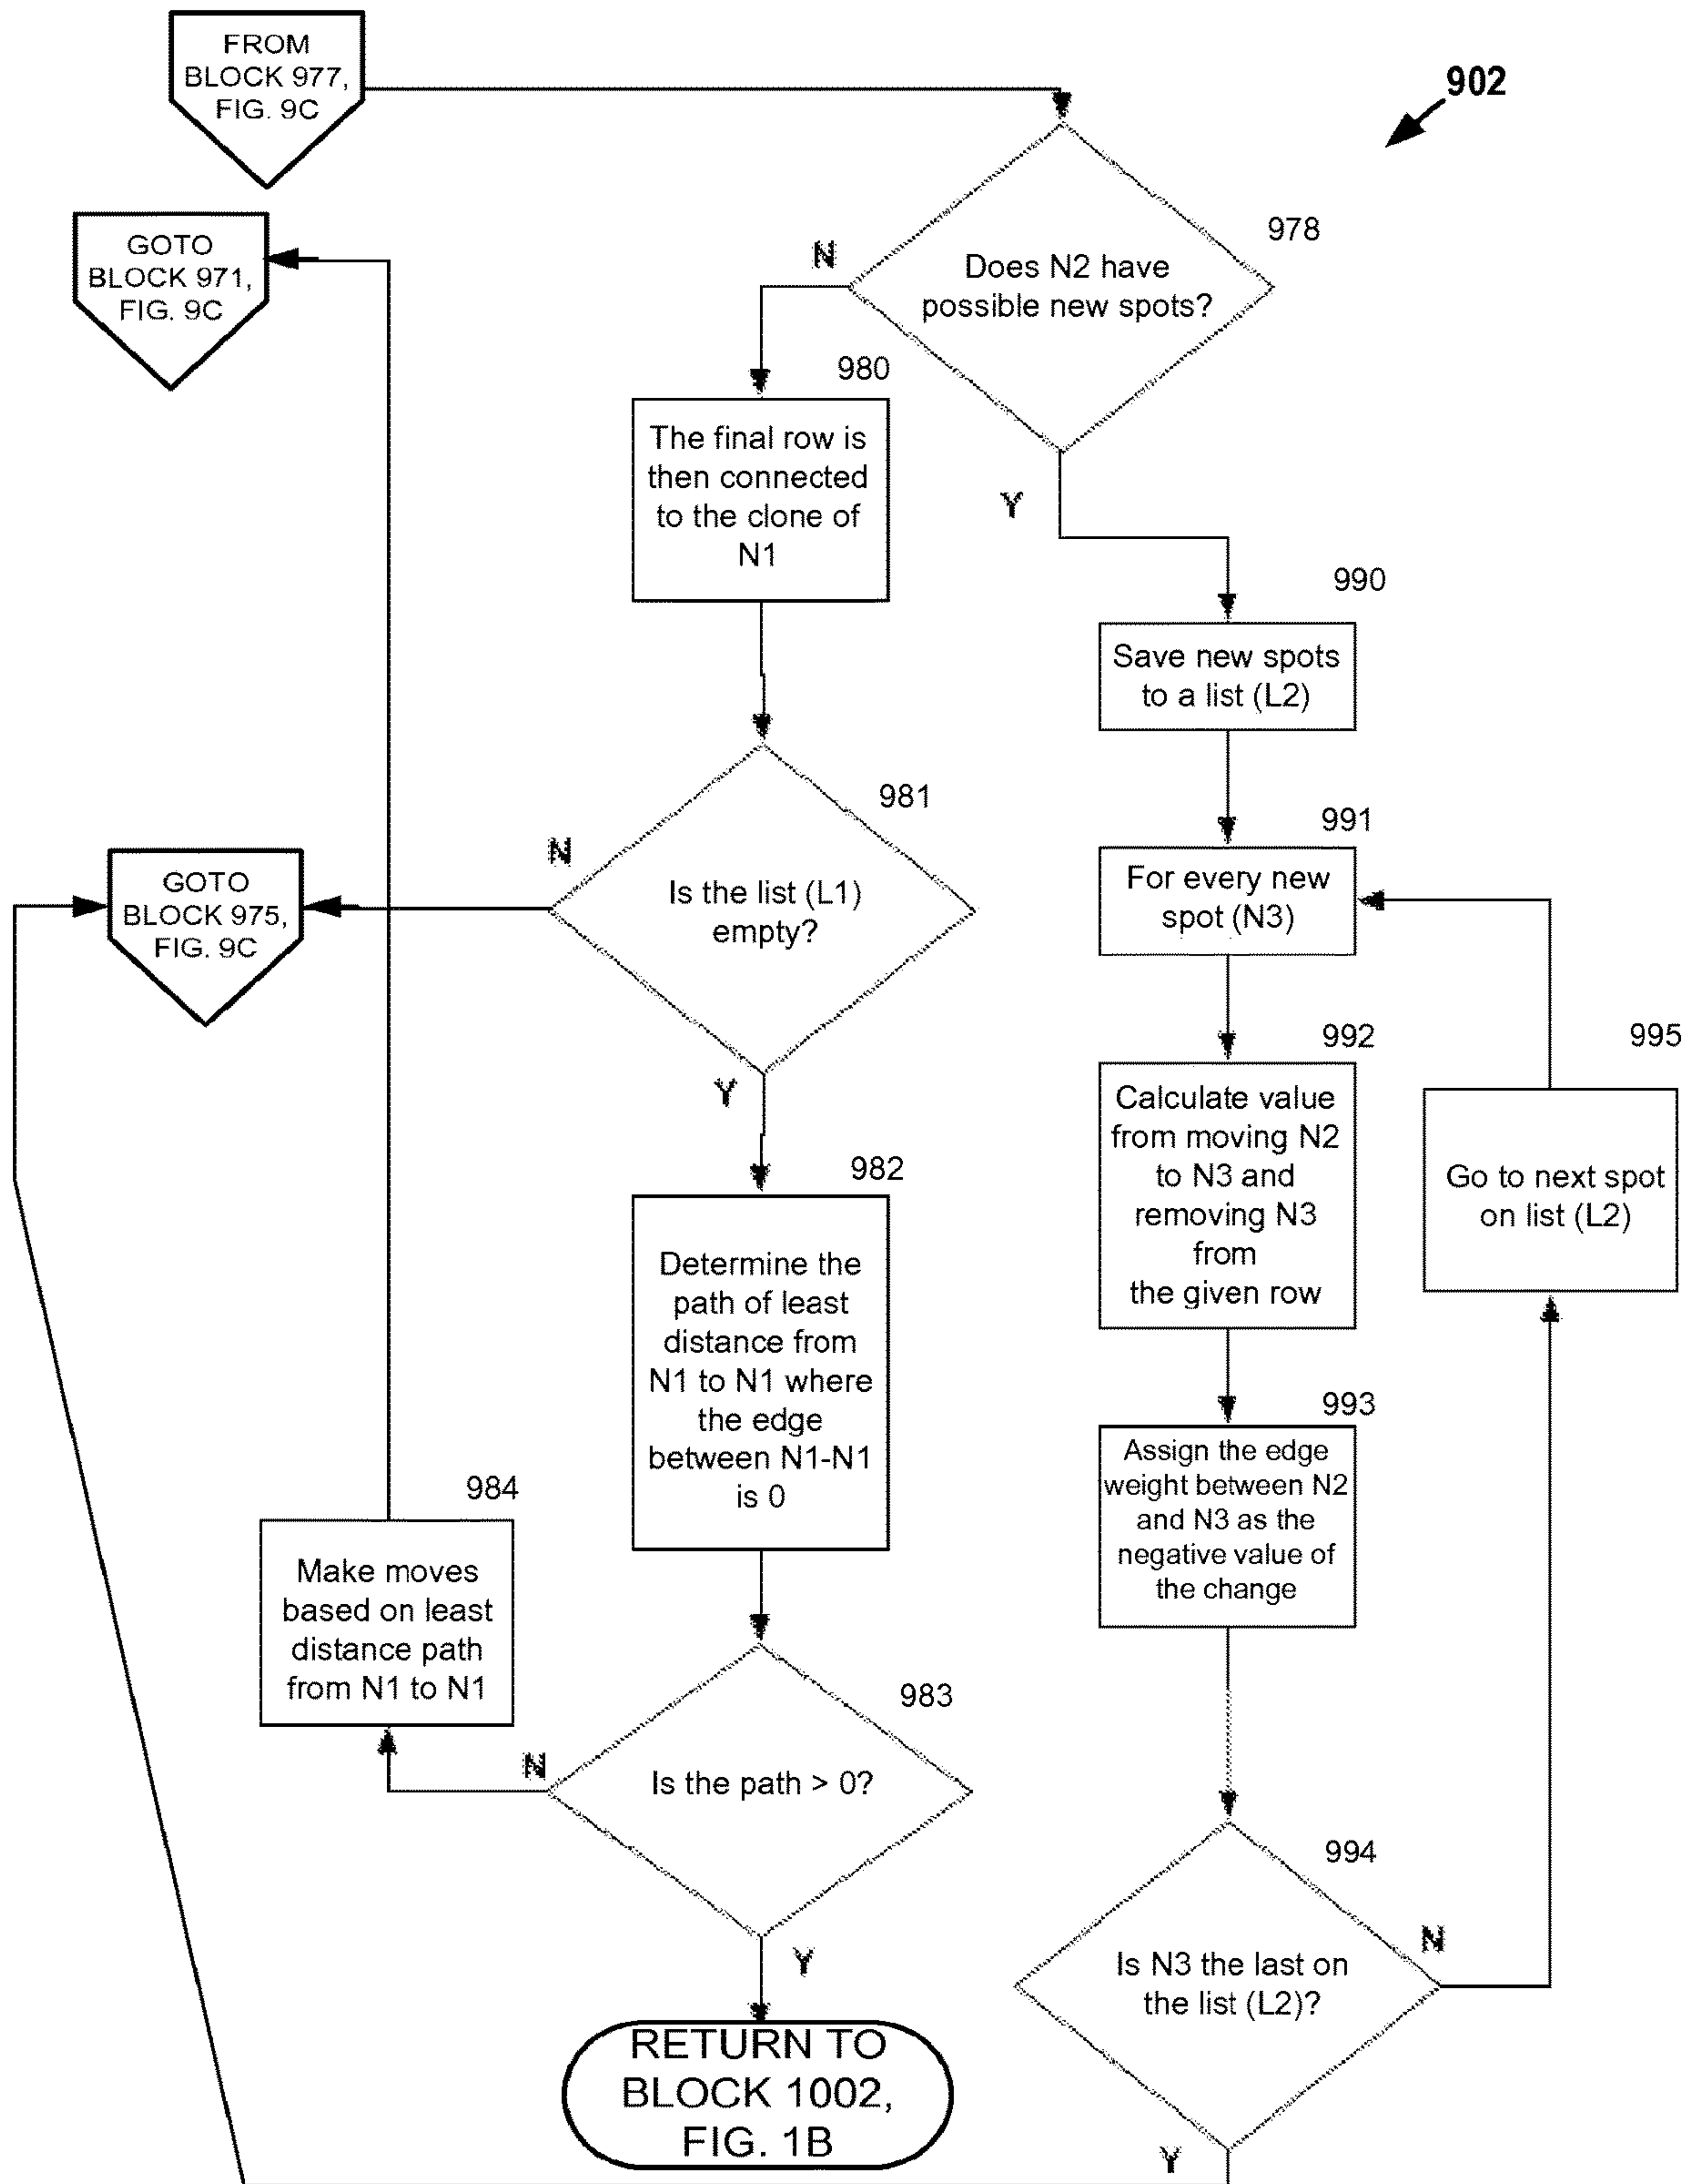 FROM
BLOCK 977,
FIG. 9C
902
GOTO
BLOCK 971,
FIG. 9C
978
N
Does N2 have
possible new spots?
Y
980
The final row is
then connected
to the clone of
N1
990
Save new spots
to a list (L2)
981
N
Is the list (L1)
empty?
Y
GOTO
BLOCK 975,
FIG. 9C
991
For every new
spot (N3)
992
Calculate value
from moving N2
to N3 and
removing N3
from
the given row
995
Go to next spot
on list (L2)
982
Determine the
path of least
distance from
N1 to N1 where
the edge
between N1-N1
is 0
993
Assign the edge
weight between N2
and N3 as the
negative value of
the change
984
Make moves
based on least
distance path
from N1 to N1
983
N
Is the path > 0?
Y
994
N
Is N3 the last on
the list (L2)?
Y
RETURN TO
BLOCK 1002,
FIG. 1B